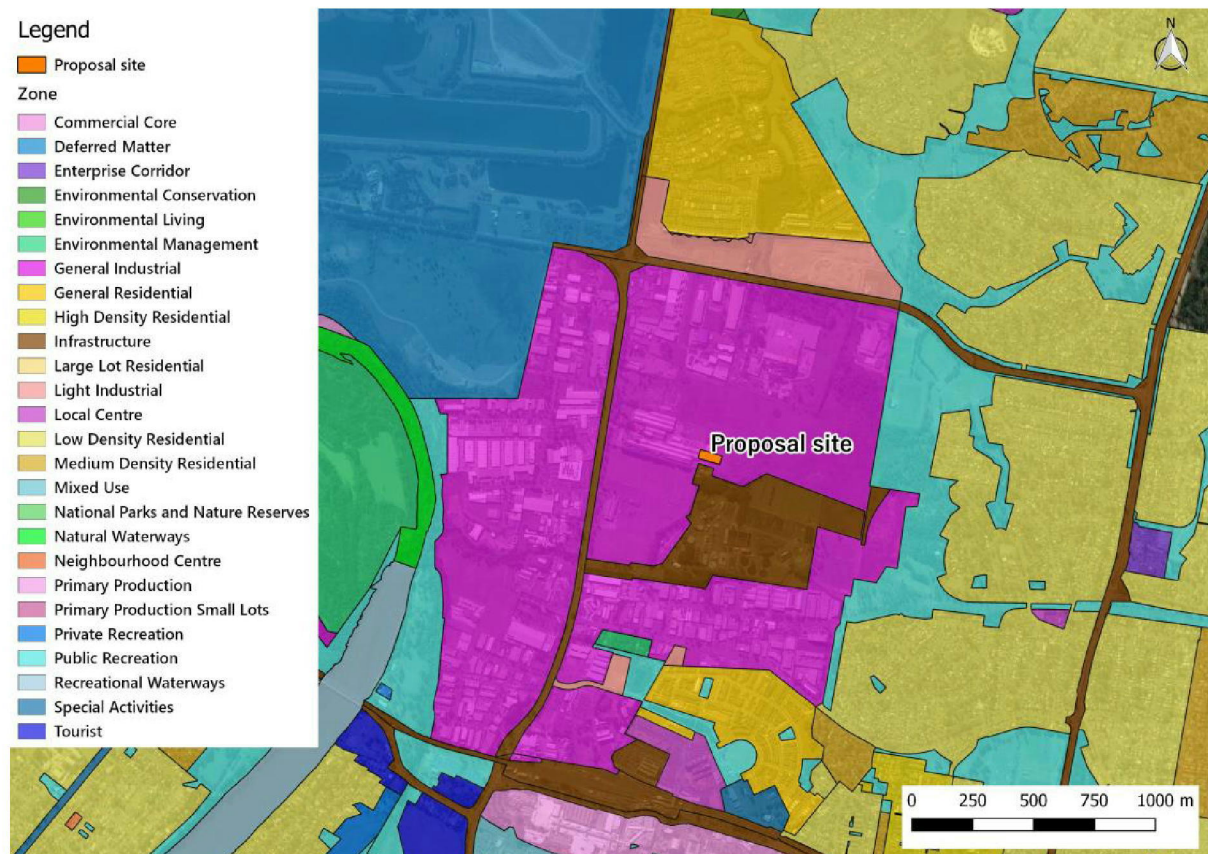 Legend
Proposal site
Zone
Commercial Core
Deferred Matter
Enterprise Corridor
Environmental Conservation
Environmental Living
Environmental Management
General Industrial
General Residential
High Density Residential
Infrastructure
Large Lot Residential
Light Industrial
Local Centre
Low Density Residential
Medium Density Residential
Mixed Use
National Parks and Nature Reserves
Natural Waterways
Neighbourhood Centre
Primary Production
Primary Production Small Lots
Private Recreation
Public Recreation
Recreational Waterways
Special Activities
Tourist
N
Proposal site
0 250 500 750 1000 m